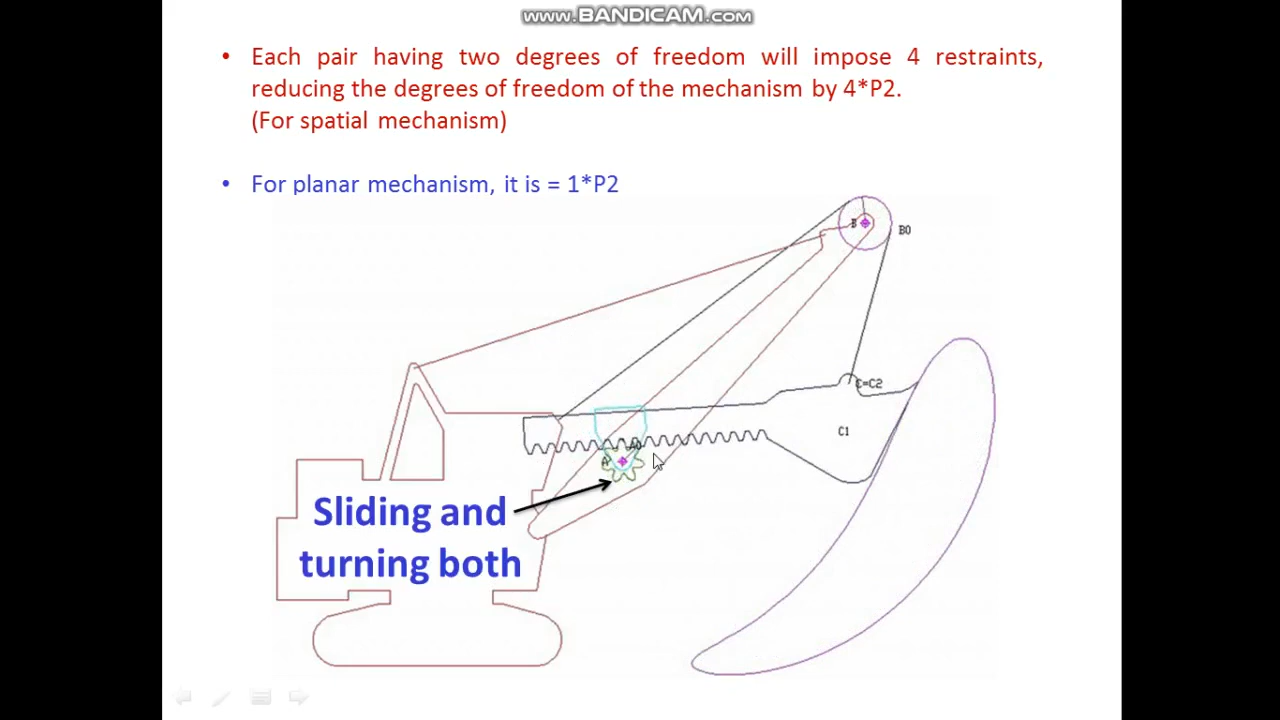 www.BANDICAM.com
• Each pair having two degrees of freedom will impose 4 restraints,
reducing the degrees of freedom of the mechanism by 4*P2.
(For spatial mechanism)
• For planar mechanism, it is = 1*P2
B
B0
C=C2
C1
A0
A
Sliding and
turning both